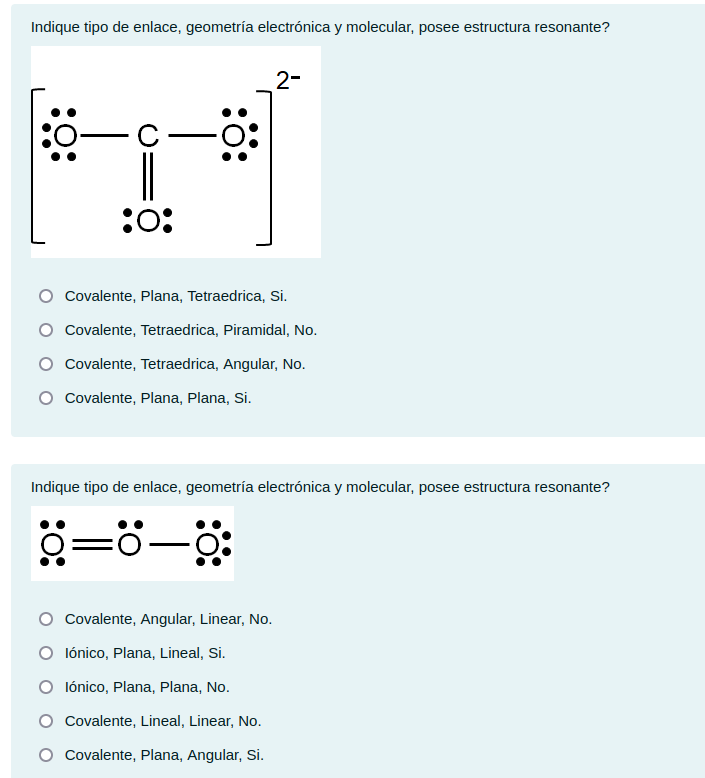 Indique tipo de enlace, geometría electrónica y molecular, posee estructura resonante?
2-
O C O
O
Covalente, Plana, Tetraedrica, Si.
Covalente, Tetraedrica, Piramidal, No.
Covalente, Tetraedrica, Angular, No.
Covalente, Plana, Plana, Si.
Indique tipo de enlace, geometría electrónica y molecular, posee estructura resonante?
O O O
Covalente, Angular, Linear, No.
Iónico, Plana, Lineal, Si.
Iónico, Plana, Plana, No.
Covalente, Lineal, Linear, No.
Covalente, Plana, Angular, Si.